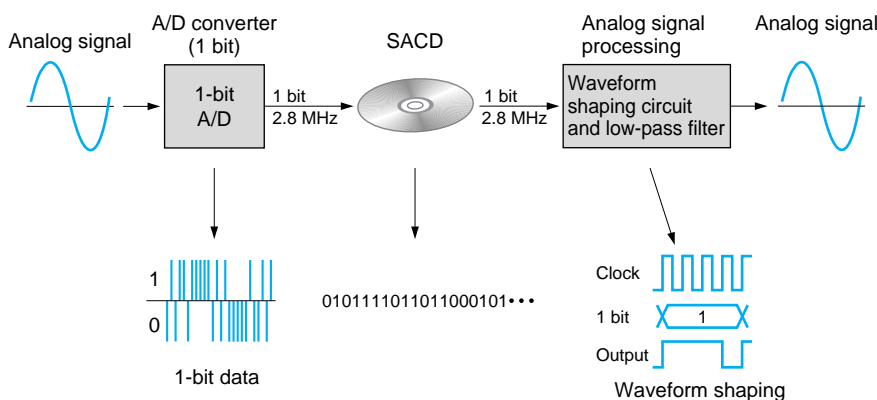 Analog signal
A/D converter
(1 bit)
SACD
Analog signal
processing
Analog signal
1-bit
A/D
1 bit
2.8 MHz
1 bit
2.8 MHz
Waveform
shaping circuit
and low-pass filter
1
0
1-bit data
0101111011011000101•••
Clock
1 bit
1
Output
Waveform shaping